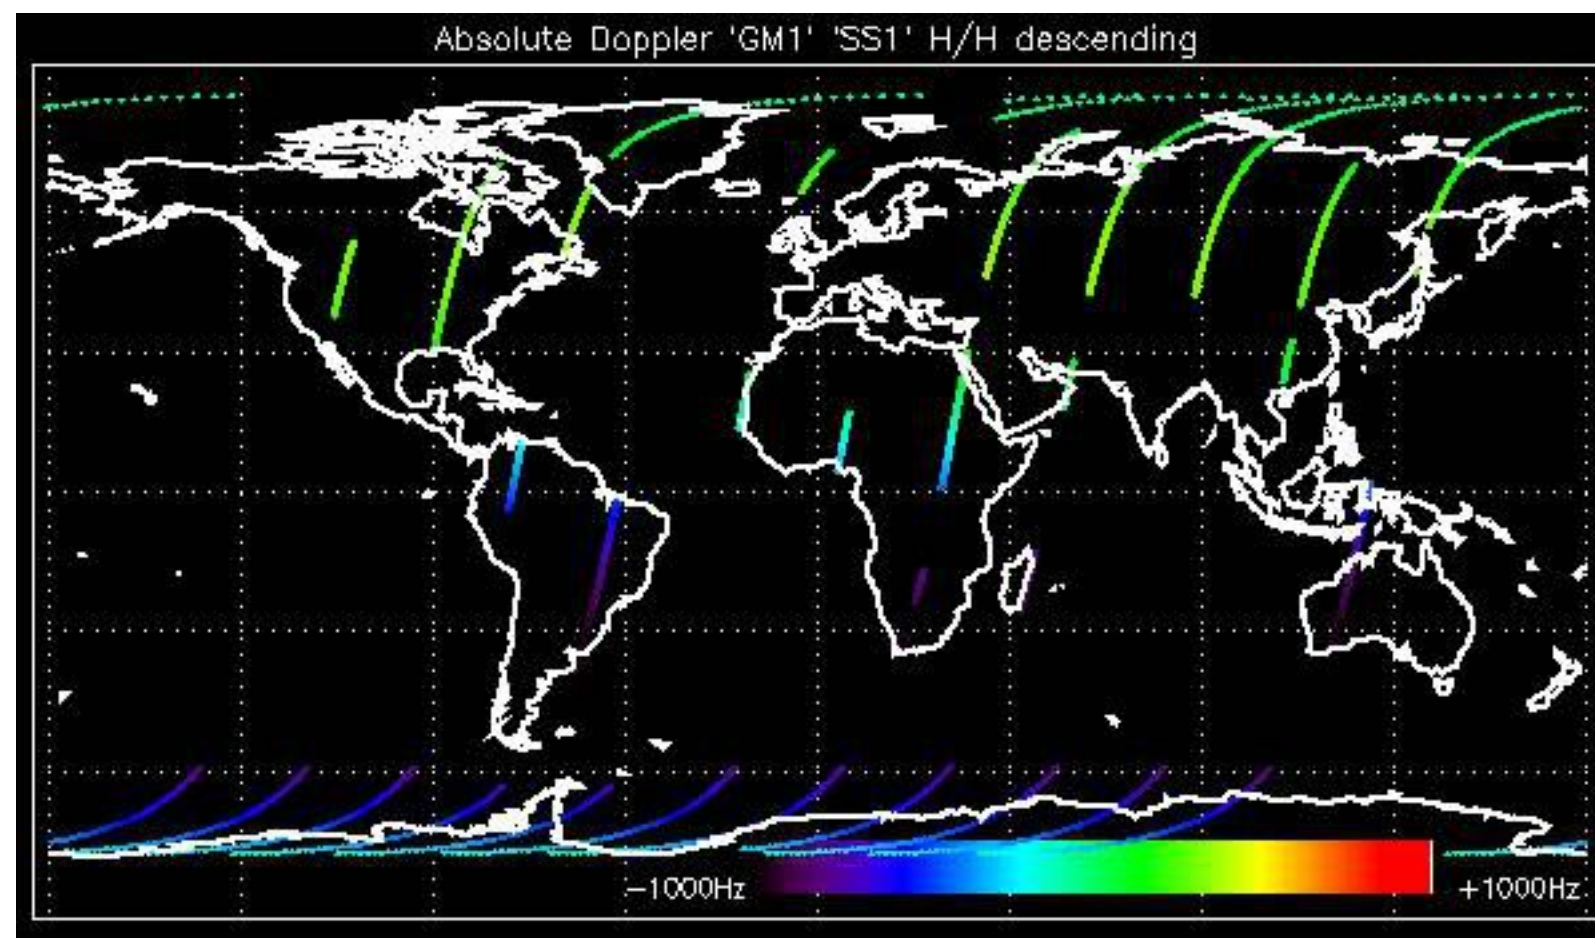 Absolute Doppler 'GM1' 'SS1' H/H descending
-1000Hz +1000Hz